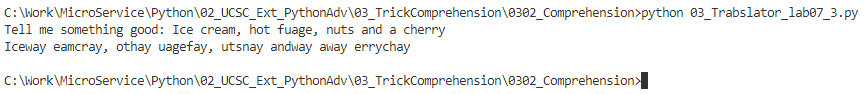 C:\Work\MicroService\Python\02_UCSC_Ext_PythonAdv\03_TrickComprehension\0302_Comprehension>python 03_Trabslator_lab07_3.py
Tell me something good: Ice cream, hot fuage, nuts and a cherry
Iceway eamcray, othay uagefay, utsnay andway away errychay
C:\Work\MicroService\Python\02_UCSC_Ext_PythonAdv\03_TrickComprehension\0302_Comprehension>